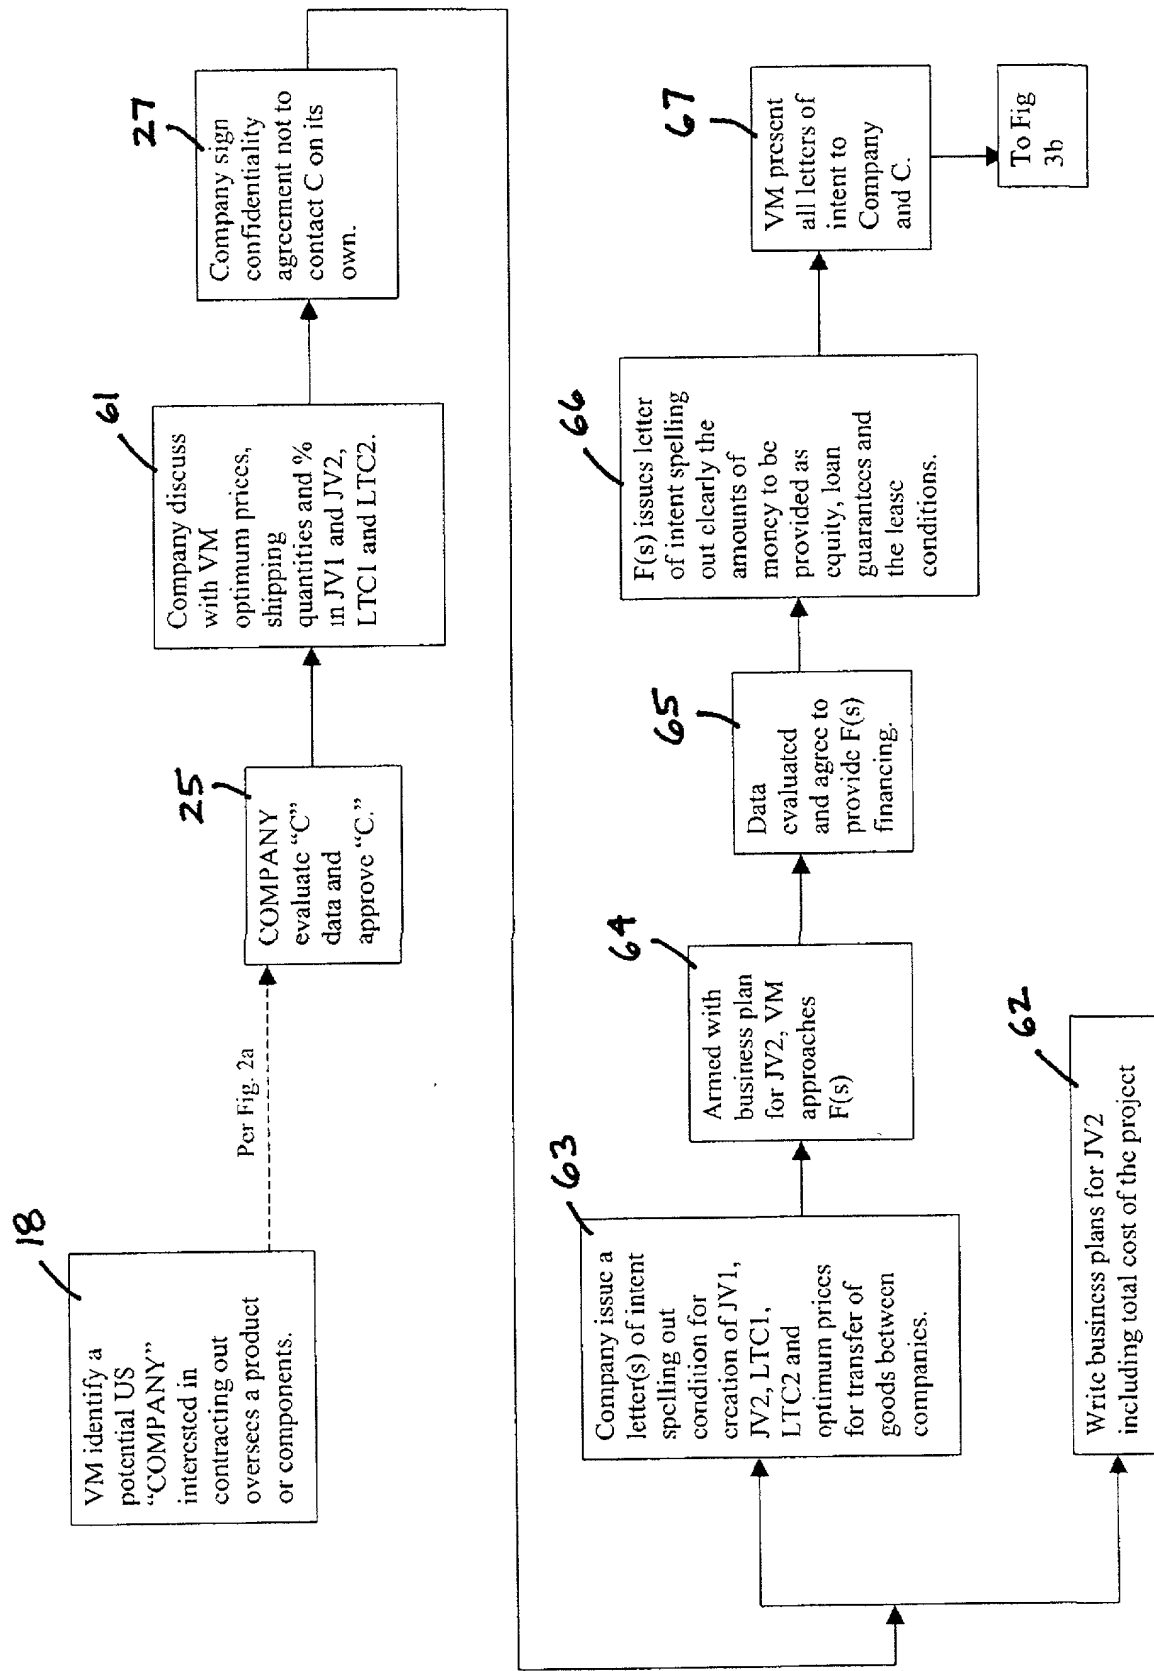 18
VM identify a
potential US
“COMPANY”
interested in
contracting out
oversees a product
or components.
Per Fig. 2a
25
COMPANY
evaluate “C”
data and
approve “C.”
61
Company discuss
with VM
optimum prices,
shipping
quantities and %
in JV1 and JV2,
LTC1 and LTC2.
27
Company sign
confidentiality
agreement not to
contact C on its
own.
63
Company issue a
letter(s) of intent
spelling out
condition for
creation of JV1,
JV2, LTC1,
LTC2 and
optimum prices
for transfer of
goods between
companies.
64
Armed with
business plan
for JV2, VM
approaches
F(s)
65
Data
evaluated
and agree to
provide F(s)
financing.
66
F(s) issues letter
of intent spelling
out clearly the
amounts of
money to be
provided as
equity, loan
guarantees and
the lease
conditions.
67
VM present
all letters of
intent to
Company
and C.
To Fig
3b
62
Write business plans for JV2
including total cost of the project